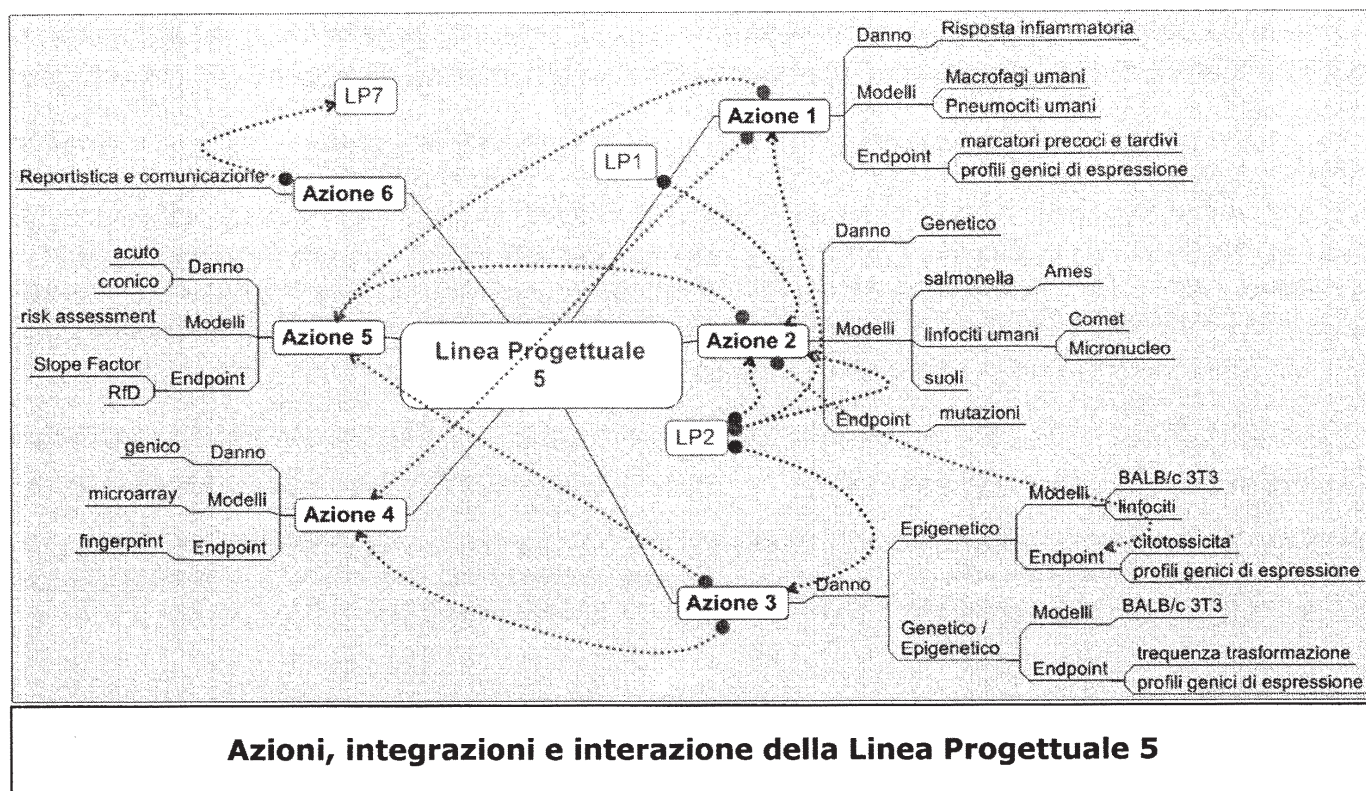 LP7
Reportistica e comunicazione
Azione 6
LP1
Azione 1
Danno
Risposta infiammatoria
Modelli
Macrofagi umani
Pneumociti umani
Endpoint
marcatori precoci e tardivi
profili genici di espressione
acuto
cronico
Danno
risk assessment
Modelli
Slope Factor
RfD
Endpoint
Azione 5
Linea Progettuale
5
Azione 2
Danno
Genetico
Modelli
salmonella
Ames
linfociti umani
Comet
Micronucleo
suoli
Endpoint
mutazioni
LP2
genico
Danno
microarray
Modelli
fingerprint
Endpoint
Azione 4
Azione 3
Danno
Epigenetico
Modelli
BALB/c 3T3
linfociti
Endpoint
citotossicita'
profili genici di espressione
Genetico /
Epigenetico
Modelli
BALB/c 3T3
Endpoint
trequenza trasformazione
profili genici di espressione
Azioni, integrazioni e interazione della Linea Progettuale 5